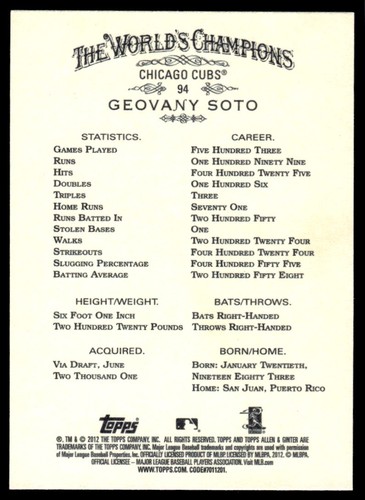 THE WORLD'S CHAMPIONS
CHICAGO CUBS®
94
GEOVANY SOTO
STATISTICS. CAREER.
GAMES PLAYED FIVE HUNDRED THREE
RUNS ONE HUNDRED NINETY NINE
HITS FOUR HUNDRED TWENTY FIVE
DOUBLES ONE HUNDRED SIX
TRIPLES THREE
HOME RUNS SEVENTY ONE
RUNS BATTED IN TWO HUNDRED FIFTY
STOLEN BASES ONE
WALKS TWO HUNDRED TWENTY FOUR
STRIKEOUTS FOUR HUNDRED TWENTY FOUR
SLUGGING PERCENTAGE FOUR HUNDRED FIFTY FIVE
BATTING AVERAGE TWO HUNDRED FIFTY EIGHT
HEIGHT/WEIGHT. BATS/THROWS.
SIX FOOT ONE INCH BATS RIGHT-HANDED
TWO HUNDRED TWENTY POUNDS THROWS RIGHT-HANDED
ACQUIRED. BORN/HOME.
VIA DRAFT, JUNE BORN: JANUARY TWENTIETH,
TWO THOUSAND ONE NINETEEN EIGHTY THREE
HOME: SAN JUAN, PUERTO RICO
Topps
®, TM & © 2012 THE TOPPS COMPANY, INC. ALL RIGHTS RESERVED. TOPPS AND TOPPS ALLEN & GINTER ARE
TRADEMARKS OF THE TOPPS COMPANY, INC. Major League Baseball trademarks and copyrights are used with permission
of Major League Baseball Properties, Inc. OFFICIALLY LICENSED PRODUCT OF MLBP. LICENSED BY MLBPA. 2012, © MLBPA.
OFFICIAL LICENSEE – MAJOR LEAGUE BASEBALL PLAYERS ASSOCIATION. Visit MLB.com
WWW.TOPPS.COM. CODE#011201.